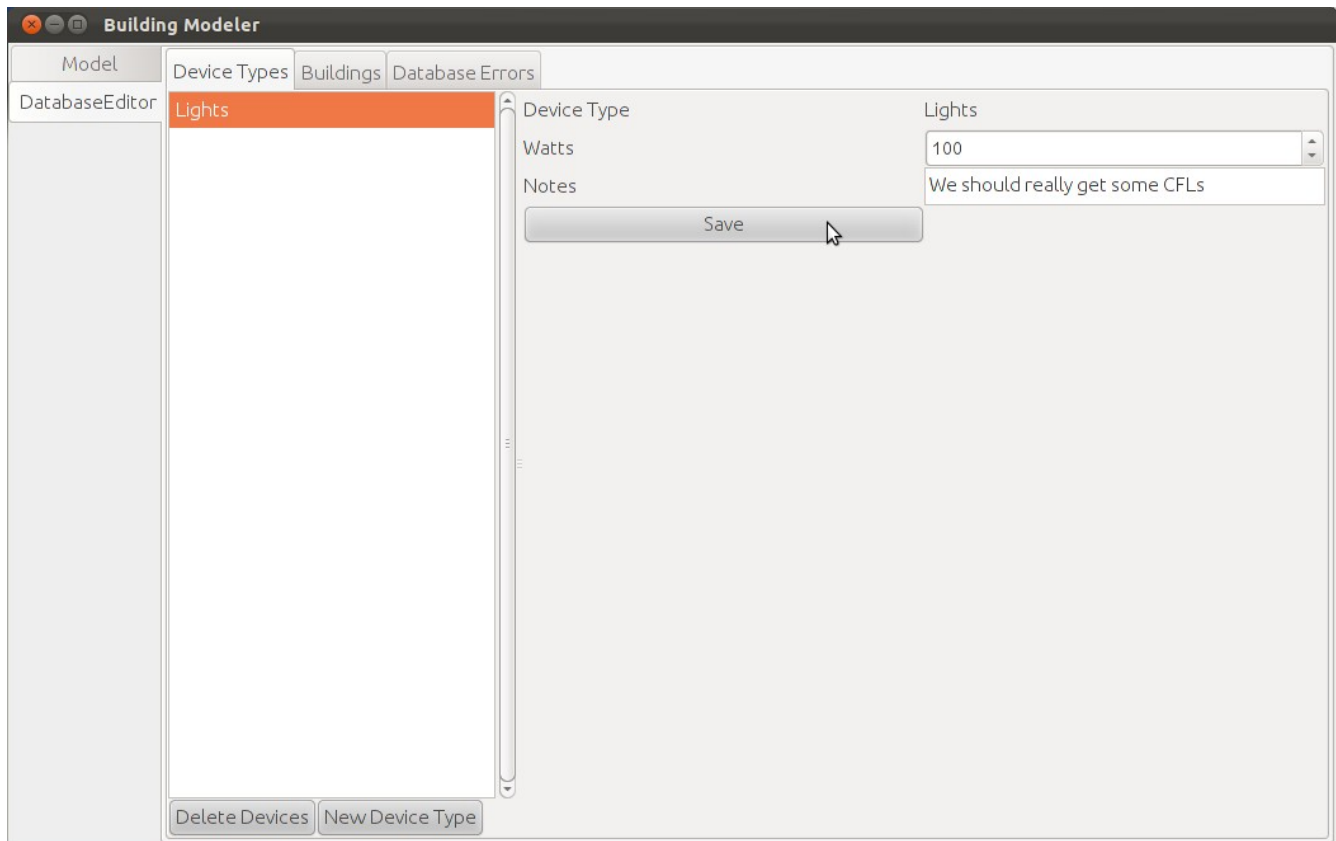 Building Modeler
Model
DatabaseEditor
Device Types Buildings Database Errors
Lights
Device Type Lights
Watts 100
Notes We should really get some CFLs
Save
Delete Devices New Device Type